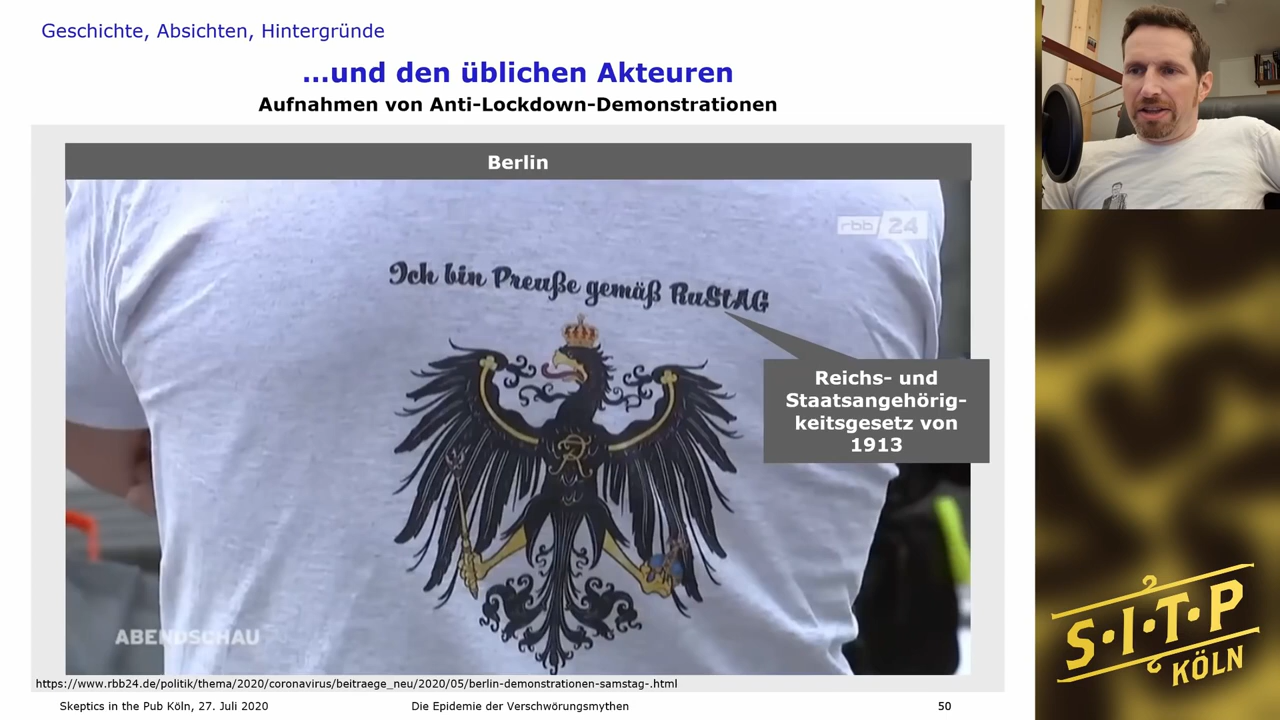 Geschichte, Absichten, Hintergründe
...und den üblichen Akteuren
Aufnahmen von Anti-Lockdown-Demonstrationen
Berlin
rbb 24
Ich bin Preuße gemäß RuStAG
Reichs- und
Staatsangehörig-
keitsgesetz von
1913
ABENDSCHAU
https://www.rbb24.de/politik/thema/2020/coronavirus/beitraege_neu/2020/05/berlin-demonstrationen-samstag-.html
Skeptics in the Pub Köln, 27. Juli 2020
Die Epidemie der Verschwörungsmythen
50
S·I·T·P
KÖLN